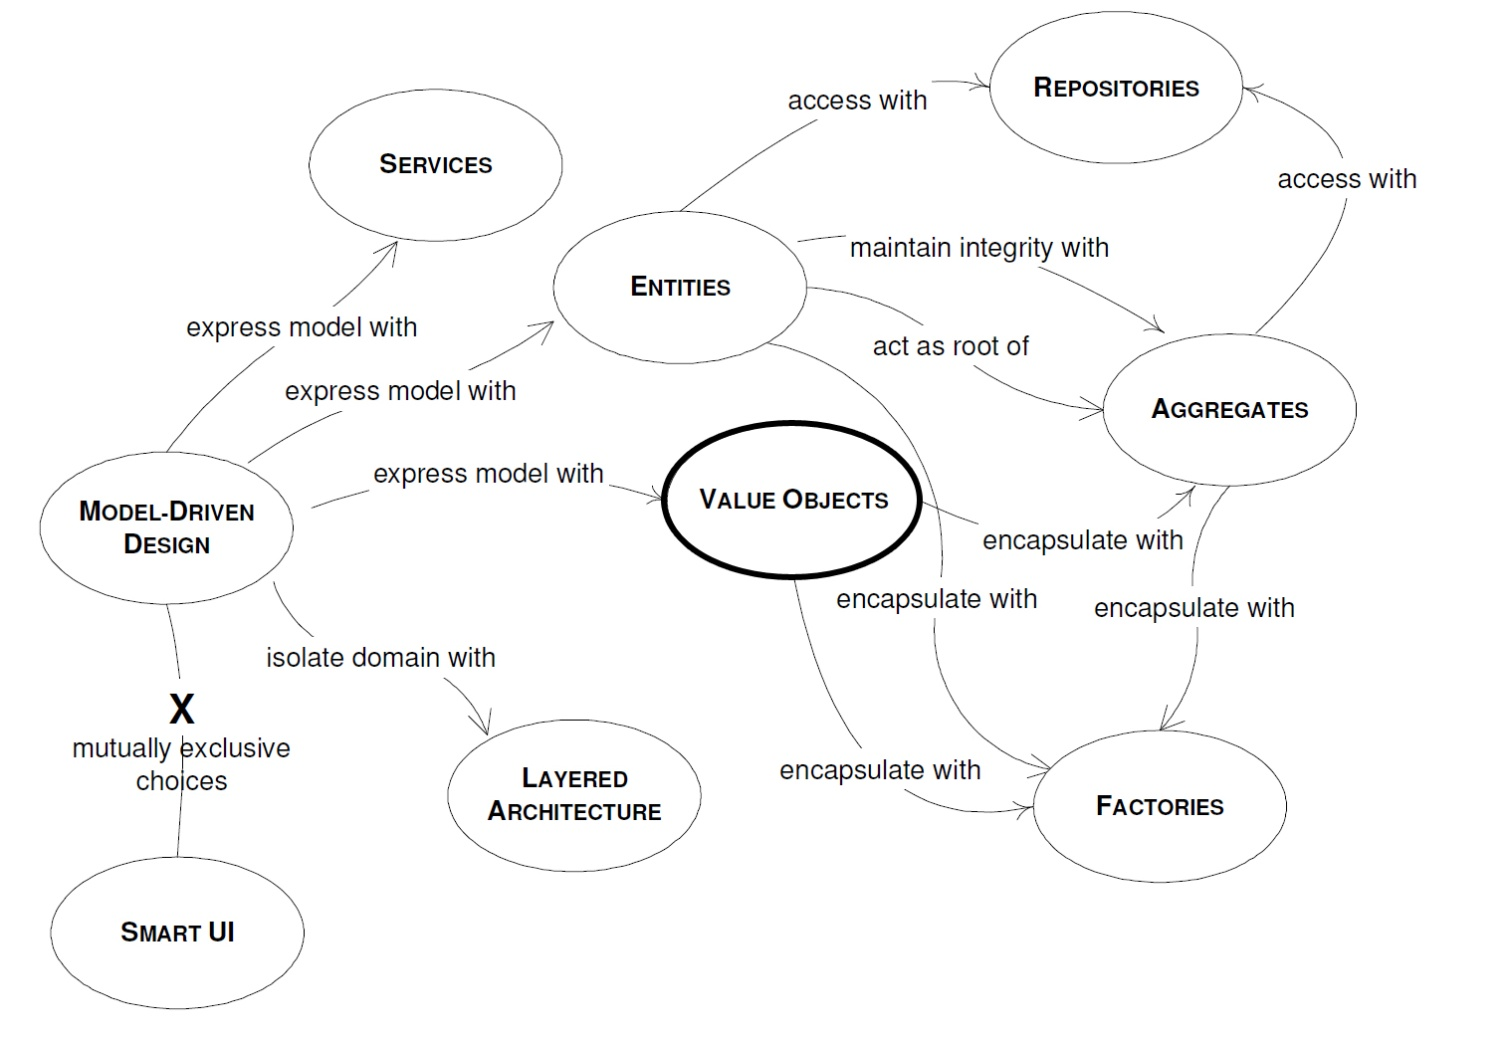 REPOSITORIES
access with
SERVICES
access with
maintain integrity with
ENTITIES
express model with
act as root of
express model with
AGGREGATES
express model with
VALUE OBJECTS
MODEL-DRIVEN
DESIGN
encapsulate with
encapsulate with
encapsulate with
isolate domain with
X
mutually exclusive
choices
encapsulate with
LAYERED
ARCHITECTURE
FACTORIES
SMART UI